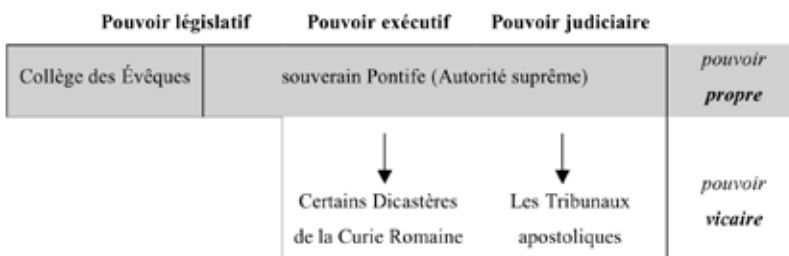 Pouvoir législatif Pouvoir exécutif Pouvoir judiciaire
Collège des Évêques souverain Pontife (Autorité suprême) pouvoir
propre
Certains Dicastères Les Tribunaux pouvoir
de la Curie Romaine apostoliques vicaire